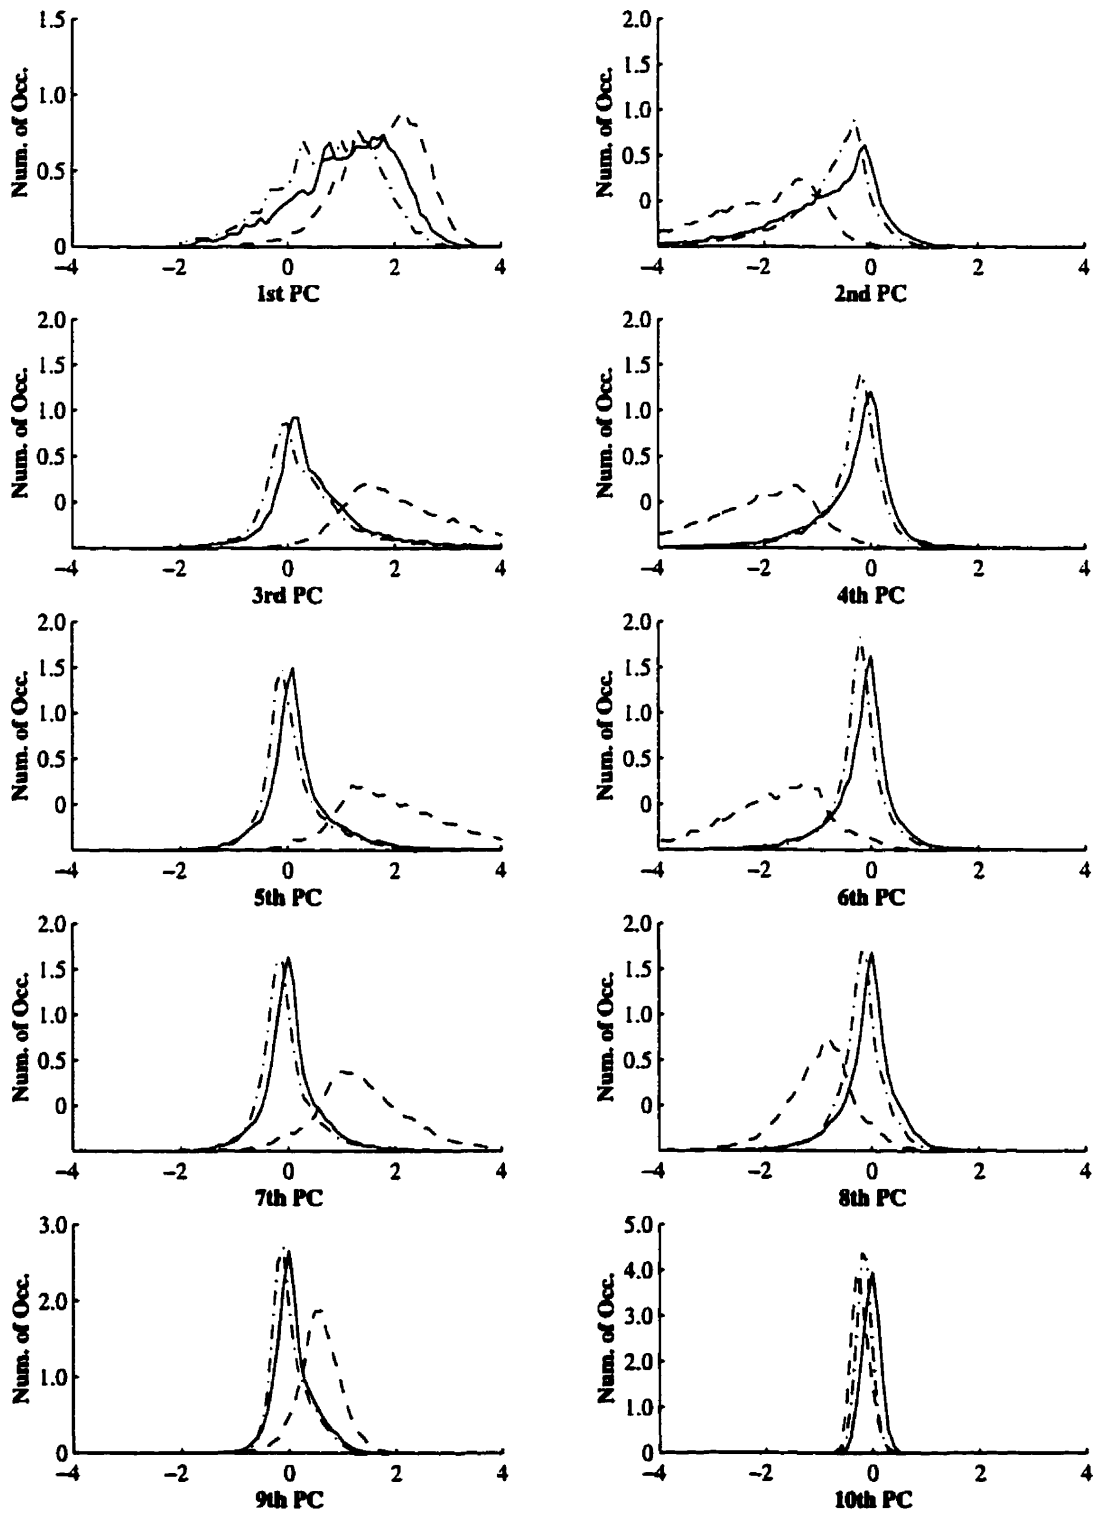 1.5 2.0
Num. of Occ. 1.0 0.5 0
Num. of Occ. 1.5 1.0 0.5 0
−4 −2 0 2 4
−4 −2 0 2 4
1st PC
2nd PC
2.0 1.5 1.0 0.5 0
Num. of Occ.
2.0 1.5 1.0 0.5 0
Num. of Occ.
−4 −2 0 2 4
−4 −2 0 2 4
3rd PC
4th PC
2.0 1.5 1.0 0.5 0
Num. of Occ.
2.0 1.5 1.0 0.5 0
Num. of Occ.
−4 −2 0 2 4
−4 −2 0 2 4
5th PC
6th PC
2.0 1.5 1.0 0.5 0
Num. of Occ.
2.0 1.5 1.0 0.5 0
Num. of Occ.
−4 −2 0 2 4
−4 −2 0 2 4
7th PC
8th PC
3.0 2.0 1.0 0
Num. of Occ.
5.0 4.0 3.0 2.0 1.0 0
Num. of Occ.
−4 −2 0 2 4
−4 −2 0 2 4
9th PC
10th PC